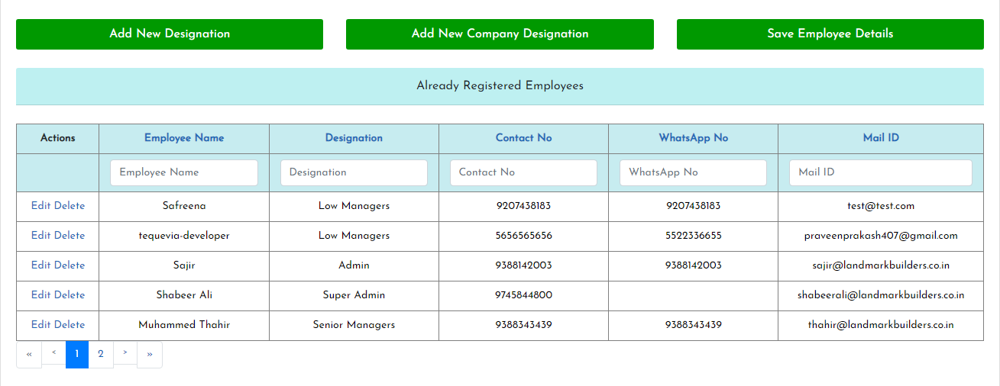 Add New Designation Add New Company Designation Save Employee Details
Already Registered Employees
Actions Employee Name Designation Contact No WhatsApp No Mail ID
Employee Name Designation Contact No WhatsApp No Mail ID
Edit Delete Safreena Low Managers 9207438183 9207438183 test@test.com
Edit Delete tequevia-developer Low Managers 5656565656 5522336655 praveenprakash407@gmail.com
Edit Delete Sajir Admin 9388142003 9388142003 sajir@landmarkbuilders.co.in
Edit Delete Shabeer Ali Super Admin 9745844800 shabeerali@landmarkbuilders.co.in
Edit Delete Muhammed Thahir Senior Managers 9388343439 9388343439 thahir@landmarkbuilders.co.in
« < 1 2 > »